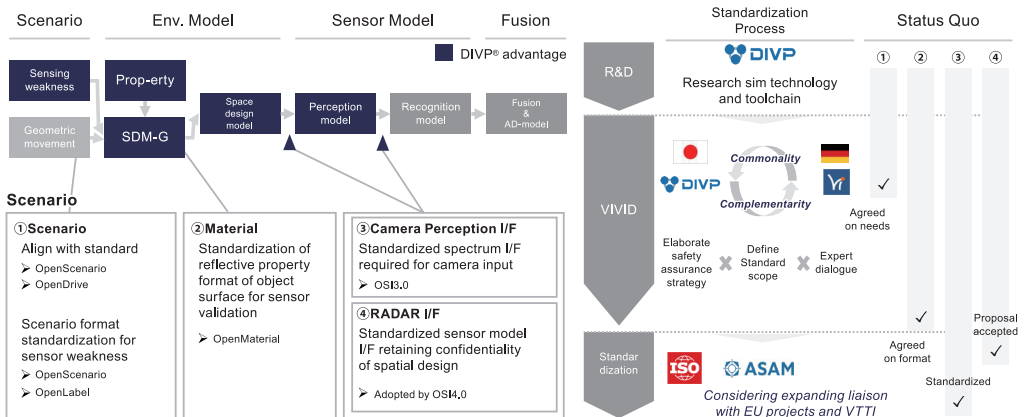 Scenario
Env. Model
Sensor Model
Fusion
DIVP® advantage
Sensing
weakness
Prop-erty
Geometric
movement
SDM-G
Space
design
model
Perception
model
Recognition
model
Fusion
&
AD-model
Scenario
①Scenario
Align with standard
➢ OpenScenario
➢ OpenDrive
Scenario format
standardization for
sensor weakness
➢ OpenScenario
➢ OpenLabel
②Material
Standardization of
reflective property
format of object
surface for sensor
validation
➢ OpenMaterial
③Camera Perception I/F
Standardized spectrum I/F
required for camera input
➢ OSI3.0
④RADAR I/F
Standardized sensor model
I/F retaining confidentiality
of spatial design
➢ Adopted by OSI4.0
Standardization
Process
Status Quo
① ② ③ ④
R&D
DIVP
Research sim technology
and toolchain
VIVID
Commonality
DIVP
Complementarity
✓
Agreed
on needs
Elaborate
safety
assurance
strategy
Define
Standard
scope
Expert
dialogue
✓
Agreed
on format
Proposal
accepted
✓
Standar
dization
ISO
ASAM
Standardized
✓
Considering expanding liaison
with EU projects and VTTI